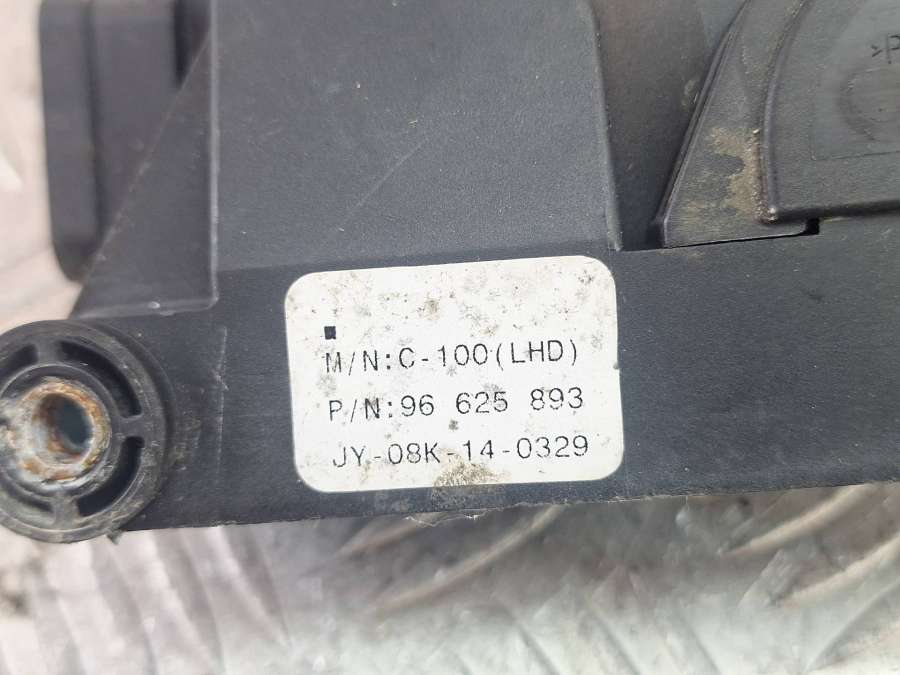 M/N:C-100(LHD)
P/N:96 625 893
JY-08K-14-0329